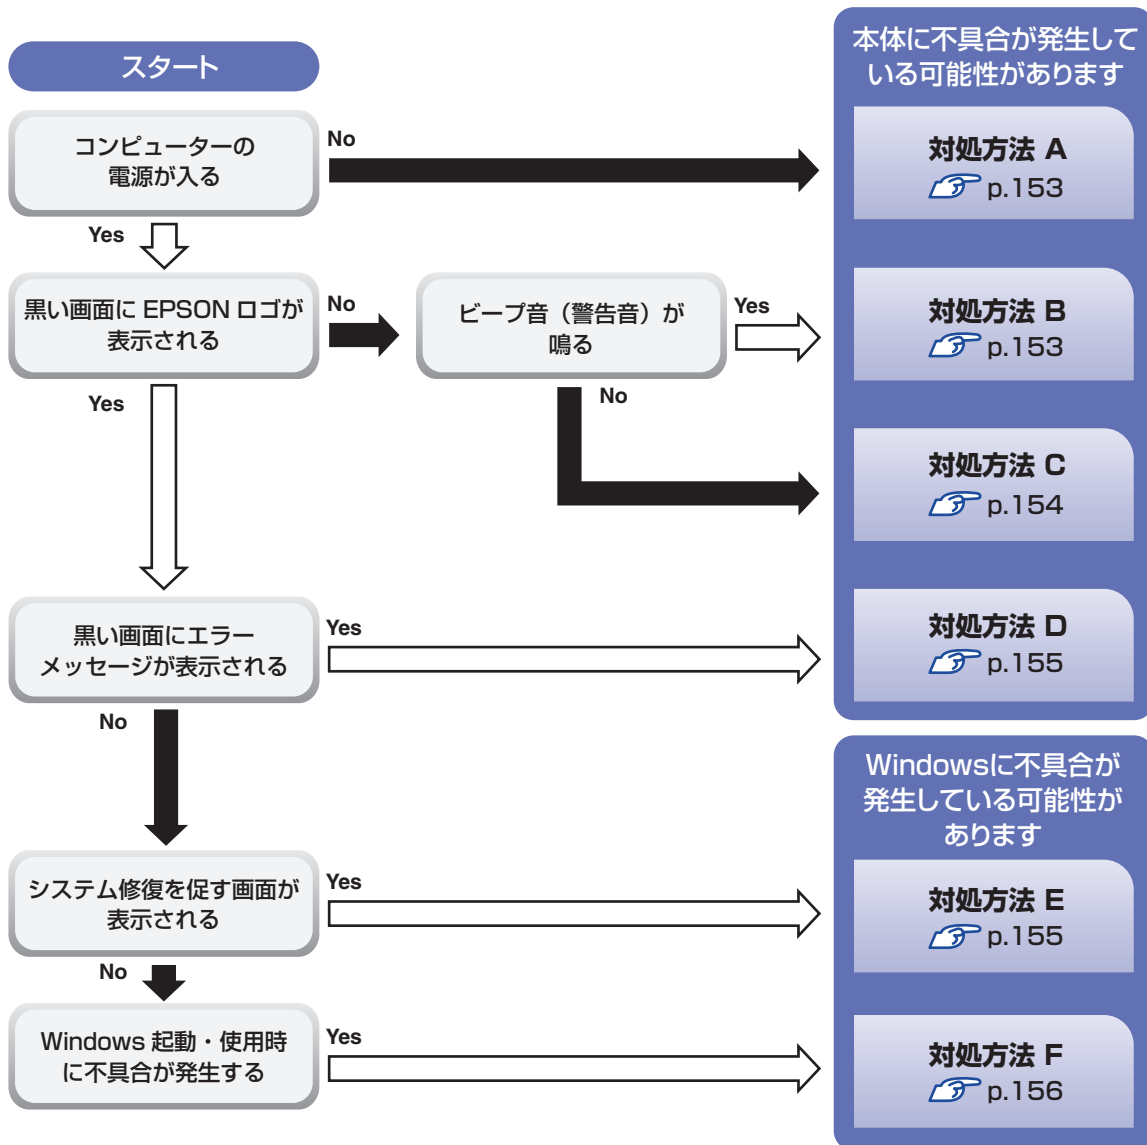 スタート
コンピューターの
電源が入る
No
Yes
黒い画面に EPSON ロゴが
表示される
No
ビープ音（警告音）が
鳴る
Yes
No
Yes
黒い画面にエラー
メッセージが表示される
Yes
No
システム修復を促す画面が
表示される
Yes
No
Windows 起動・使用時
に不具合が発生する
Yes
本体に不具合が発生して
いる可能性があります
対処方法 A
p.153
対処方法 B
p.153
対処方法 C
p.154
対処方法 D
p.155
Windowsに不具合が
発生している可能性が
あります
対処方法 E
p.155
対処方法 F
p.156